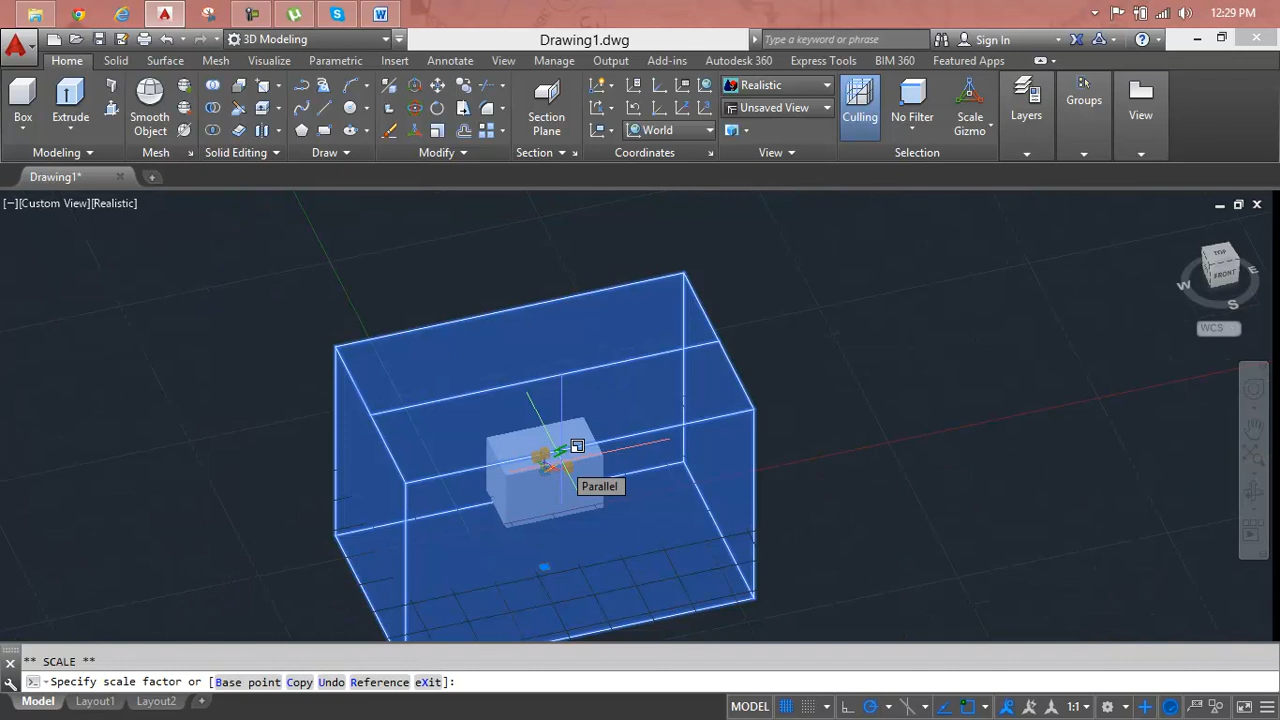 12:29 PM
3D Modeling
Drawing1.dwg
Type a keyword or phrase
Sign In
Home Solid Surface Mesh Visualize Parametric Insert Annotate View Manage Output Add-ins Autodesk 360 Express Tools BIM 360 Featured Apps
Realistic
Unsaved View
World
Box
Extrude
Smooth
Object
Section
Plane
Culling
No Filter
Scale
Gizmo
Layers
Groups
View
Modeling Mesh Solid Editing Draw Modify Section Coordinates View Selection
Drawing1*
[−][Custom View][Realistic]
TOP
FRONT
W
E
S
WCS
Parallel
** SCALE **
Specify scale factor or [Base point Copy Undo Reference eXit]:
Model Layout1 Layout2
MODEL
1:1